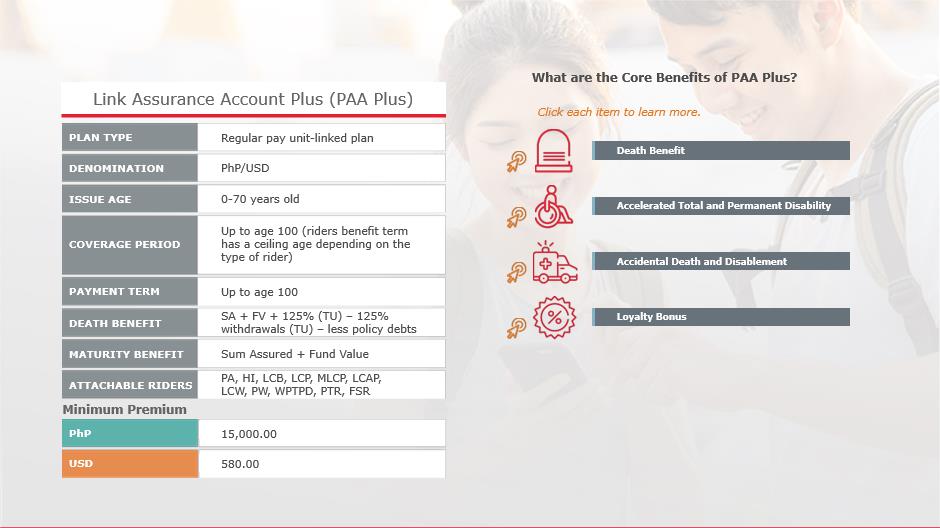 Link Assurance Account Plus (PAA Plus)
PLAN TYPE
Regular pay unit-linked plan
DENOMINATION
PhP/USD
ISSUE AGE
0-70 years old
COVERAGE PERIOD
Up to age 100 (riders benefit term
has a ceiling age depending on the
type of rider)
PAYMENT TERM
Up to age 100
DEATH BENEFIT
SA + FV + 125% (TU) – 125%
withdrawals (TU) – less policy debts
MATURITY BENEFIT
Sum Assured + Fund Value
ATTACHABLE RIDERS
PA, HI, LCB, LCP, MLCP, LCAP,
LCW, PW, WPTPD, PTR, FSR
Minimum Premium
PhP
15,000.00
USD
580.00
What are the Core Benefits of PAA Plus?
Click each item to learn more.
Death Benefit
Accelerated Total and Permanent Disability
Accidental Death and Disablement
Loyalty Bonus